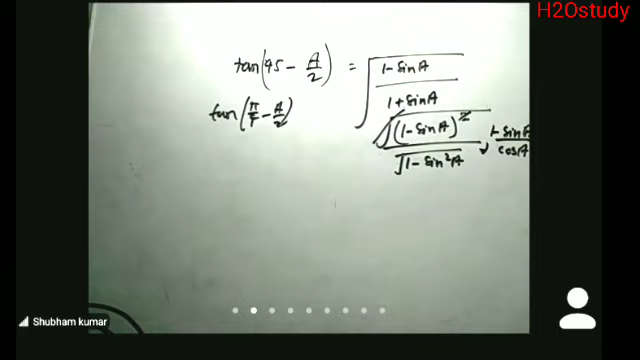 H2Ostudy
tan(45 - A/2) = √(1-sinA / 1+sinA)
tan(π/4 - A/2)
√(1-sinA)² / √1-sin²A, 1-sinA / cosA
Shubham kumar